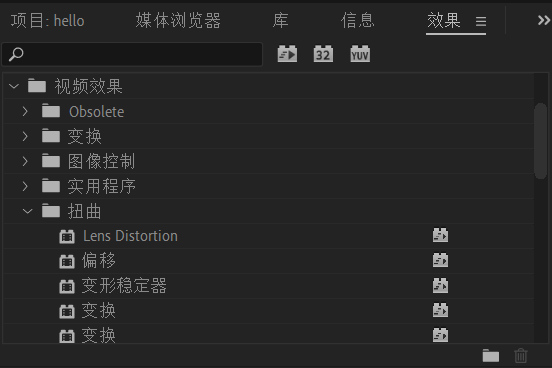 项目: hello 媒体浏览器 库 信息 效果
32 YUV
视频效果
Obsolete
变换
图像控制
实用程序
扭曲
Lens Distortion
偏移
变形稳定器
变换
变换